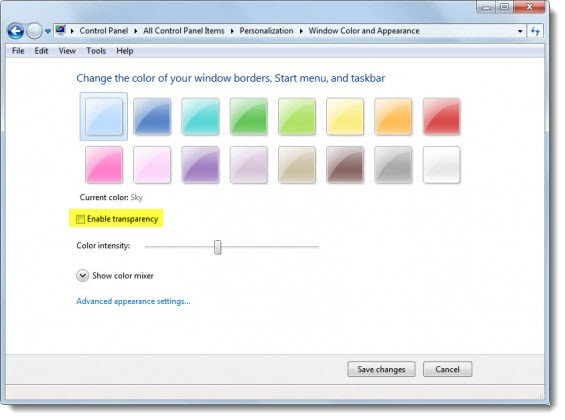 Control Panel ▸ All Control Panel Items ▸ Personalization ▸ Window Color and Appearance
File Edit View Tools Help
Change the color of your window borders, Start menu, and taskbar
Current color: Sky
Enable transparency
Color intensity:
Show color mixer
Advanced appearance settings...
Save changes Cancel